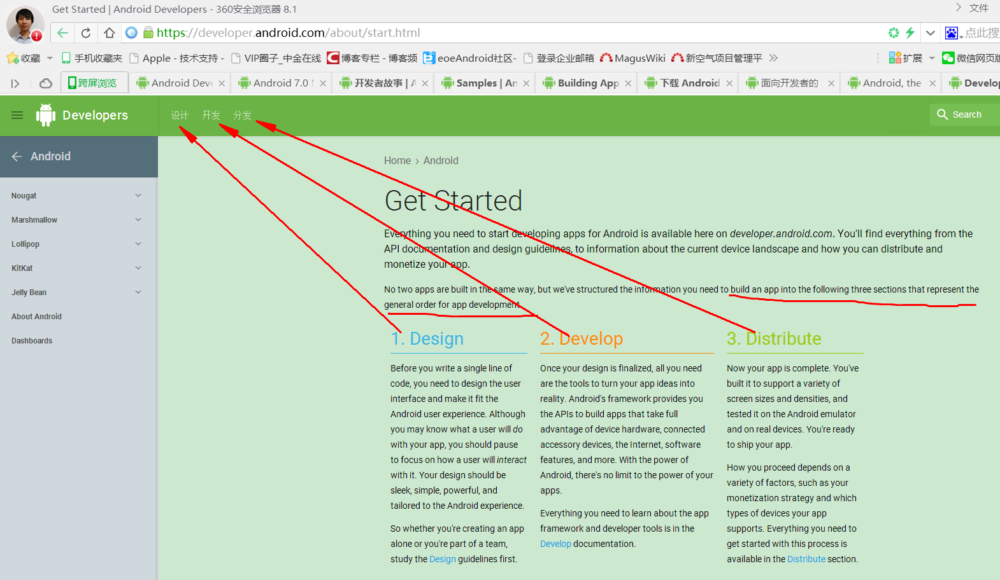 Get Started | Android Developers - 360安全浏览器 8.1
文件
https://developer.android.com/about/start.html
点此搜
收藏
手机收藏夹
Apple - 技术支持 -
VIP圈子_中金在线
博客专栏 - 博客频
eoeAndroid社区-
登录企业邮箱
MagusWiki
新空气项目管理平
扩展
微信网页版
跨屏浏览
Android Deve
Android 7.0 N
开发者故事 | A
Samples | An
Building App
下载 Android
面向开发者的
Android, the
Develop
Developers
设计
开发
分发
Search
Android
Nougat
Marshmallow
Lollipop
KitKat
Jelly Bean
About Android
Dashboards
Home > Android
Get Started
Everything you need to start developing apps for Android is available here on developer.android.com. You'll find everything from the
API documentation and design guidelines, to information about the current device landscape and how you can distribute and
monetize your app.
No two apps are built in the same way, but we've structured the information you need to build an app into the following three sections that represent the
general order for app development.
1. Design
Before you write a single line of
code, you need to design the user
interface and make it fit the
Android user experience. Although
you may know what a user will do
with your app, you should pause
to focus on how a user will interact
with it. Your design should be
sleek, simple, powerful, and
tailored to the Android experience.
So whether you're creating an app
alone or you're part of a team,
study the Design guidelines first.
2. Develop
Once your design is finalized, all you need
are the tools to turn your app ideas into
reality. Android's framework provides you
the APIs to build apps that take full
advantage of device hardware, connected
accessory devices, the Internet, software
features, and more. With the power of
Android, there's no limit to the power of your
apps.
Everything you need to learn about the app
framework and developer tools is in the
Develop documentation.
3. Distribute
Now your app is complete. You've
built it to support a variety of
screen sizes and densities, and
tested it on the Android emulator
and on real devices. You're ready
to ship your app.
How you proceed depends on a
variety of factors, such as your
monetization strategy and which
types of devices your app
supports. Everything you need to
get started with this process is
available in the Distribute section.